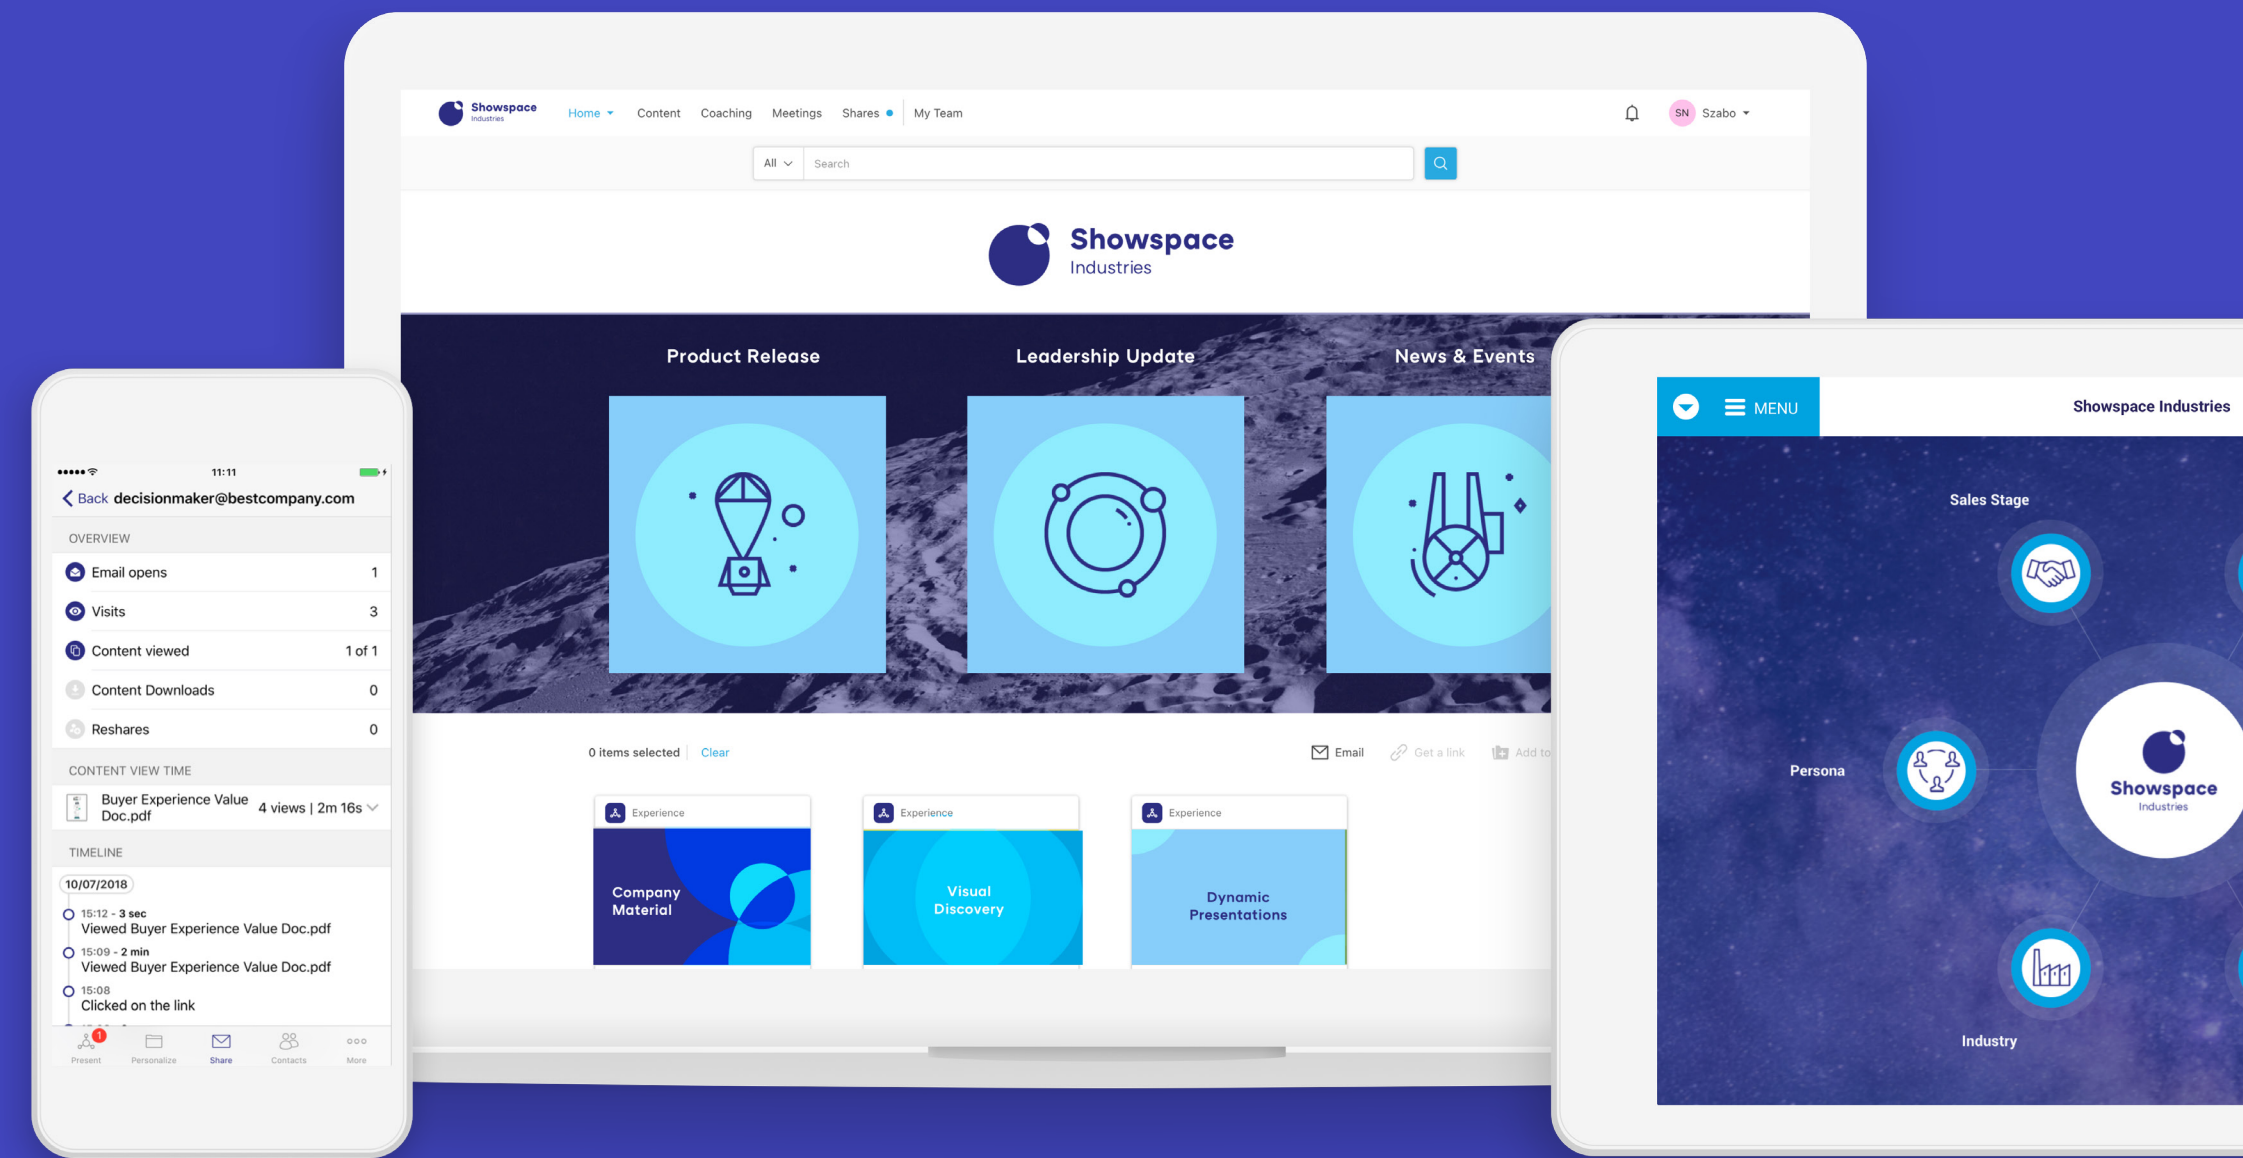 Showspace
Industries
Home
Content
Coaching
Meetings
Shares
My Team
SN
Szabo
All
Search
Showspace
Industries
Product Release
Leadership Update
News & Events
0 items selected
Clear
Email
Get a link
Add to
Experience
Company
Material
Experience
Visual
Discovery
Experience
Dynamic
Presentations
11:11
Back decisionmaker@bestcompany.com
OVERVIEW
Email opens 1
Visits 3
Content viewed 1 of 1
Content Downloads 0
Reshares 0
CONTENT VIEW TIME
Buyer Experience Value
Doc.pdf
4 views | 2m 16s
TIMELINE
10/07/2018
15:12 - 3 sec
Viewed Buyer Experience Value Doc.pdf
15:09 - 2 min
Viewed Buyer Experience Value Doc.pdf
15:08
Clicked on the link
1
Present
Personalize
Share
Contacts
More
MENU
Showspace Industries
Sales Stage
Persona
Showspace
Industries
Industry